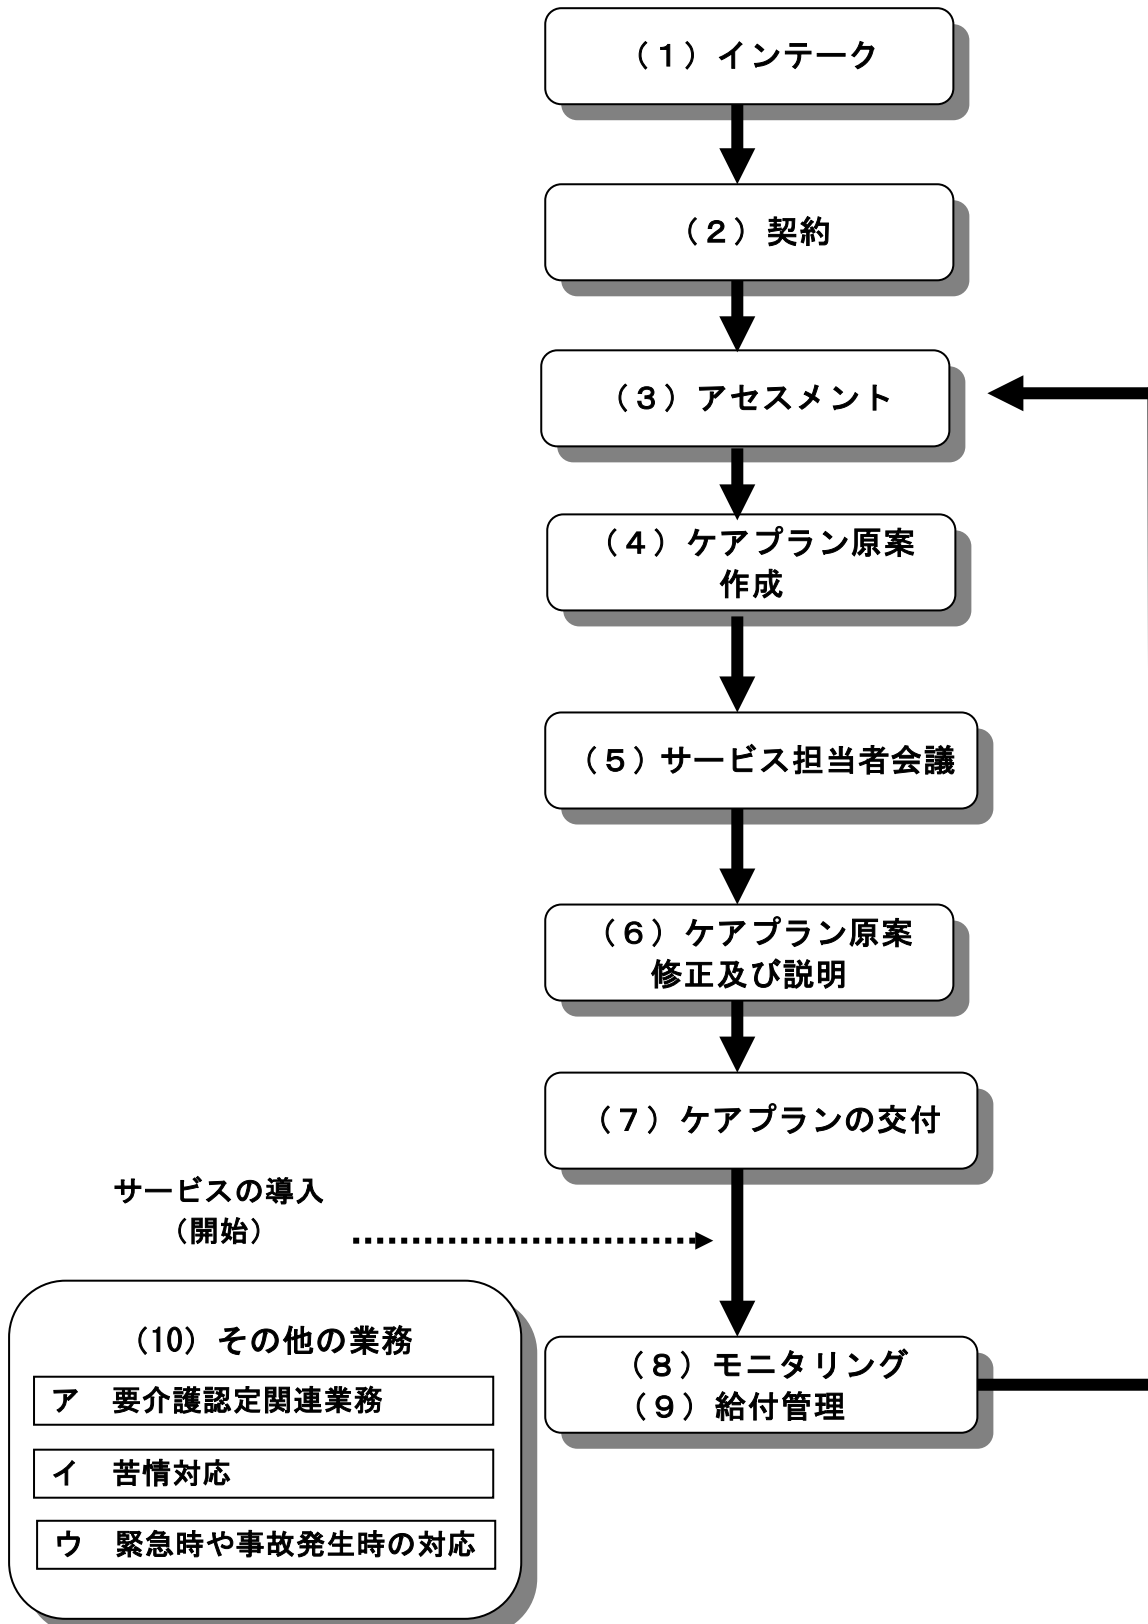 （１）インテーク
（２）契約
（３）アセスメント
（４）ケアプラン原案
作成
（５）サービス担当者会議
（６）ケアプラン原案
修正及び説明
（７）ケアプランの交付
サービスの導入
（開始）
（８）モニタリング
（９）給付管理
（10）その他の業務
ア　要介護認定関連業務
イ　苦情対応
ウ　緊急時や事故発生時の対応